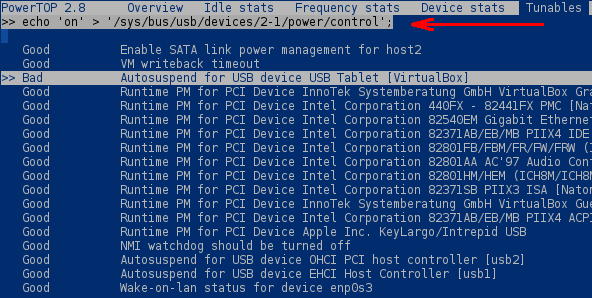 PowerTOP 2.8 Overview Idle stats Frequency stats Device stats Tunables
>> echo 'on' > '/sys/bus/usb/devices/2-1/power/control';
Good Enable SATA link power management for host2
Good VM writeback timeout
>> Bad Autosuspend for USB device USB Tablet [VirtualBox]
Good Runtime PM for PCI Device InnoTek Systemberatung GmbH VirtualBox Gra
Good Runtime PM for PCI Device Intel Corporation 440FX - 82441FX PMC [Nato
Good Runtime PM for PCI Device Intel Corporation 82540EM Gigabit Ethernet
Good Runtime PM for PCI Device Intel Corporation 82371AB/EB/MB PIIX4 IDE
Good Runtime PM for PCI Device Intel Corporation 82801FB/FBM/FR/FW/FRW (I
Good Runtime PM for PCI Device Intel Corporation 82801AA AC'97 Audio Cont
Good Runtime PM for PCI Device Intel Corporation 82801HM/HEM (ICH8M/ICH8M
Good Runtime PM for PCI Device Intel Corporation 82371SB PIIX3 ISA [Natom
Good Runtime PM for PCI Device InnoTek Systemberatung GmbH VirtualBox Gue
Good Runtime PM for PCI Device Intel Corporation 82371AB/EB/MB PIIX4 ACPI
Good Runtime PM for PCI Device Apple Inc. KeyLargo/Intrepid USB
Good NMI watchdog should be turned off
Good Autosuspend for USB device OHCI PCI host controller [usb2]
Good Autosuspend for USB device EHCI Host Controller [usb1]
Good Wake-on-lan status for device enp0s3